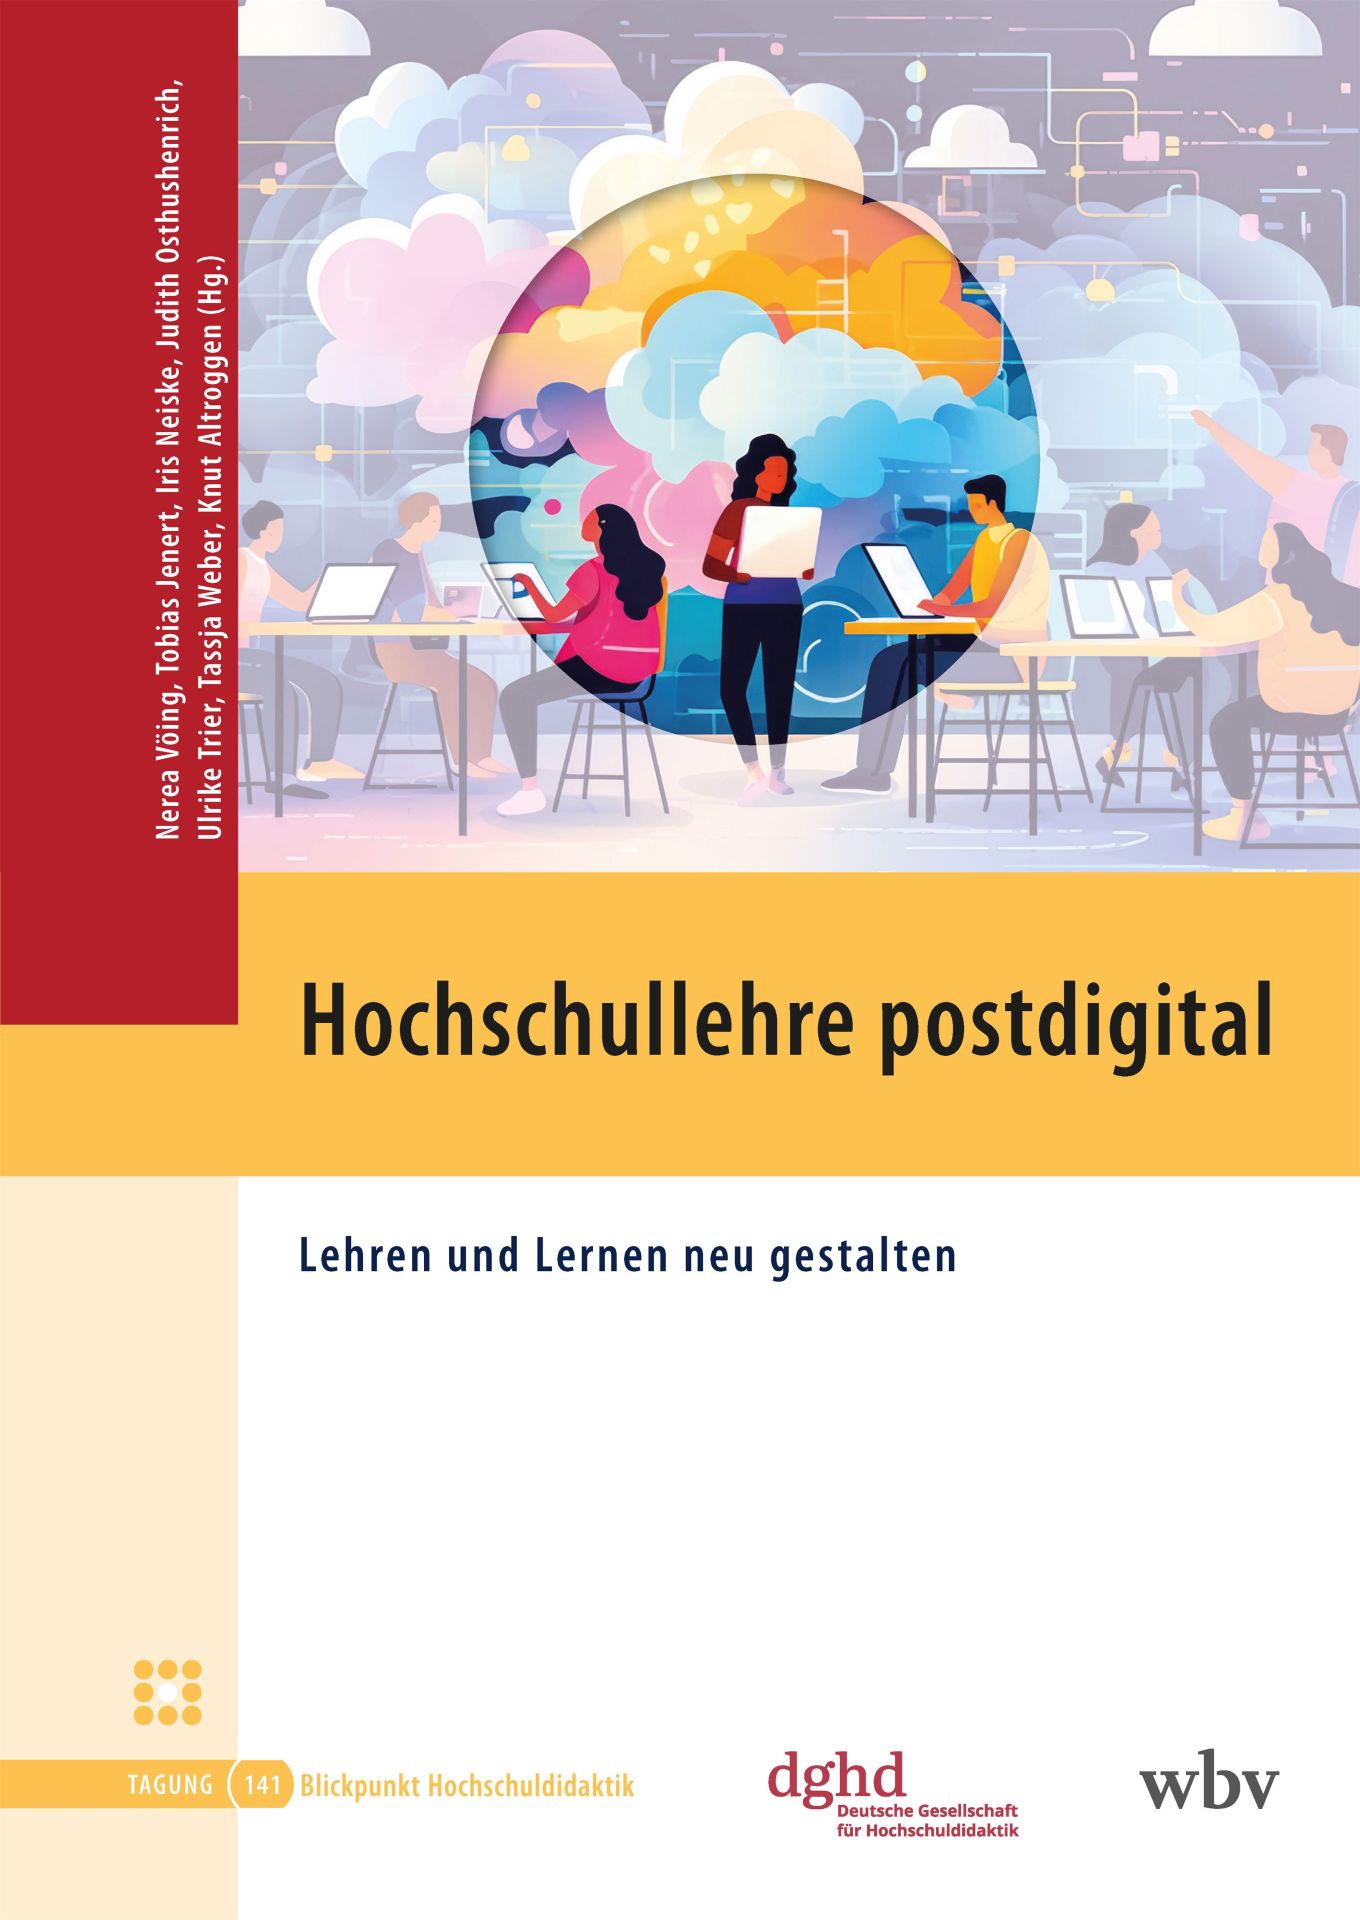 Nerea Vöing, Tobias Jenert, Iris Neiske, Judith Osthushenrich,
Ulrike Trier, Tassja Weber, Knut Altroggen (Hg.)
Hochschullehre postdigital
Lehren und Lernen neu gestalten
TAGUNG 141 Blickpunkt Hochschuldidaktik
dghd
Deutsche Gesellschaft
für Hochschuldidaktik
wbv